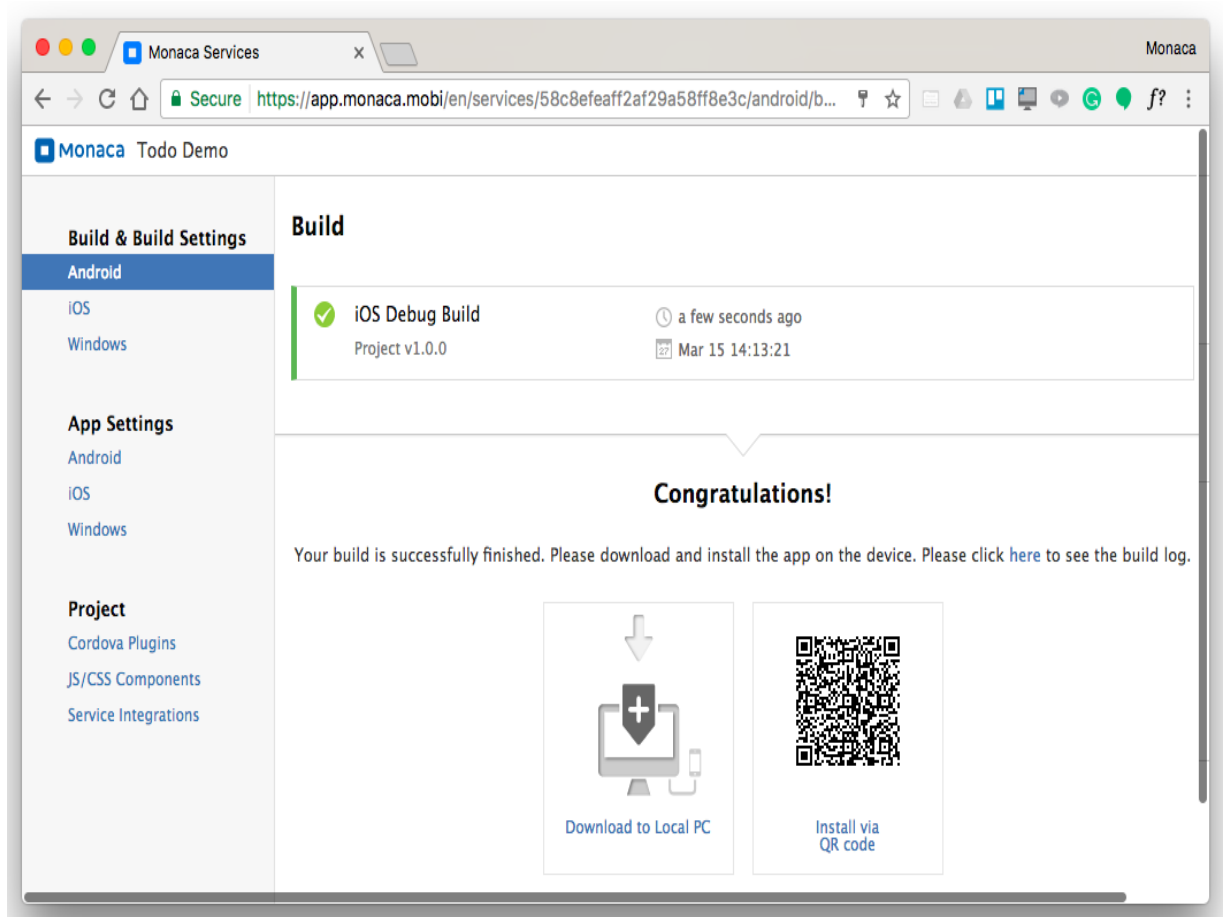 Monaca Services
Monaca
Secure https://app.monaca.mobi/en/services/58c8efeaff2af29a58ff8e3c/android/b...
f?
Monaca Todo Demo
Build & Build Settings
Android
iOS
Windows
App Settings
Android
iOS
Windows
Project
Cordova Plugins
JS/CSS Components
Service Integrations
Build
iOS Debug Build
a few seconds ago
Project v1.0.0
27
Mar 15 14:13:21
Congratulations!
Your build is successfully finished. Please download and install the app on the device. Please click here to see the build log.
Download to Local PC
Install via
QR code